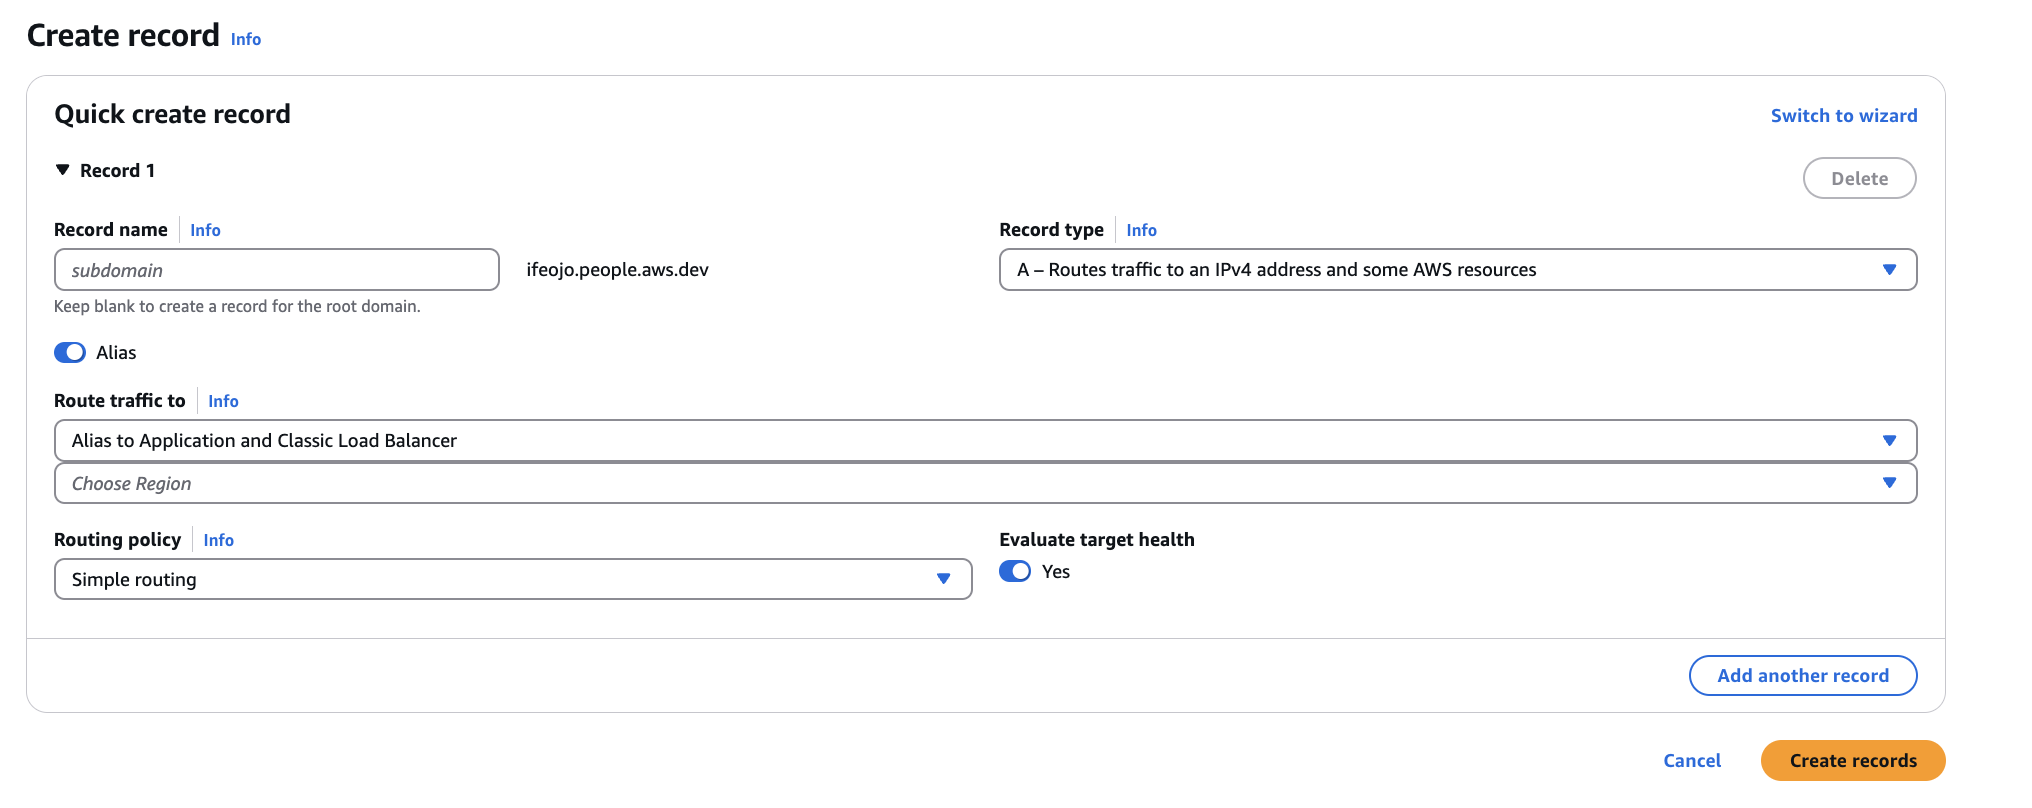 Create record Info
Quick create record
Switch to wizard
Record 1
Delete
Record name Info
Record type Info
subdomain
ifeojo.people.aws.dev
A – Routes traffic to an IPv4 address and some AWS resources
Keep blank to create a record for the root domain.
Alias
Route traffic to Info
Alias to Application and Classic Load Balancer
Choose Region
Routing policy Info
Evaluate target health
Simple routing
Yes
Add another record
Cancel
Create records